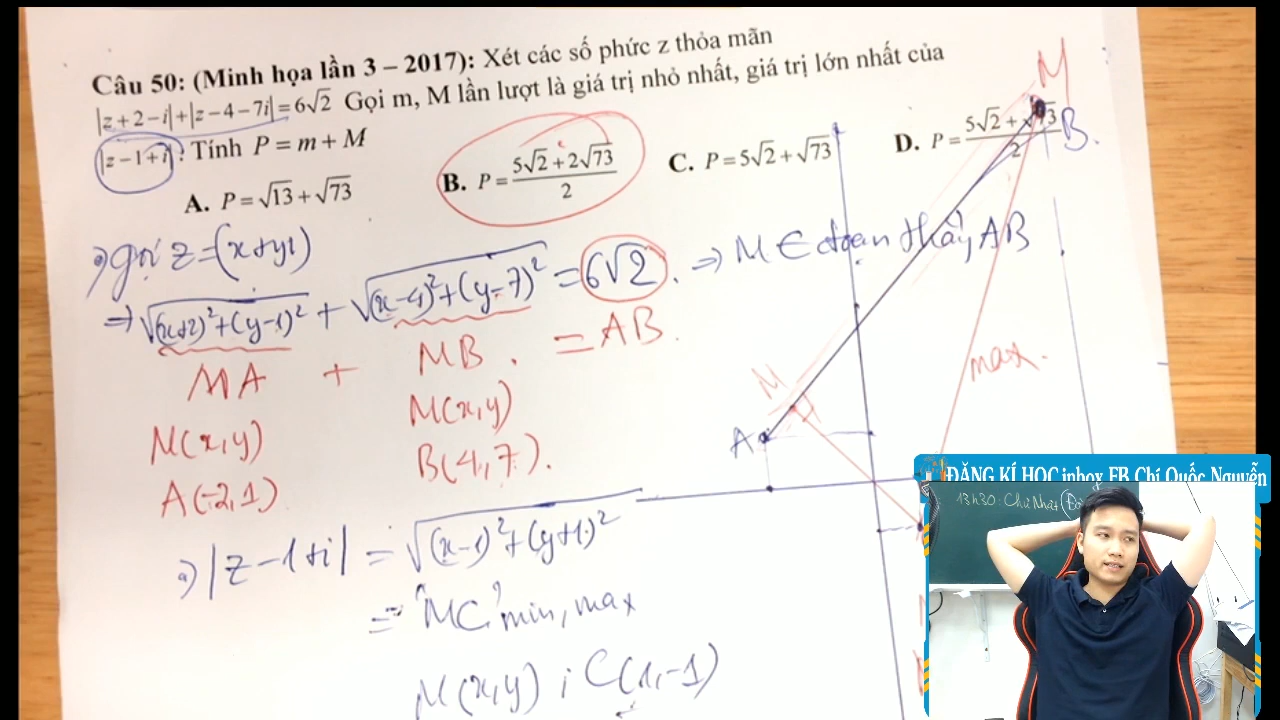 Câu 50: (Minh họa lần 3 – 2017): Xét các số phức z thỏa mãn
|z+2−i|+|z−4−7i|=6√2 Gọi m, M lần lượt là giá trị nhỏ nhất, giá trị lớn nhất của
|z−1+i|. Tính P=m+M
A. P=√13+√73
B. P=(5√2+2√73)/2
C. P=5√2+√73
D. P=(5√2+√73)/2
gọi z=(x+yi)
⇒ √((x+2)²+(y−1)²) + √((x−4)²+(y−7)²) = 6√2. ⇒ M ∈ đoạn thẳng AB
MA + MB. = AB.
M(x,y) M(x,y)
A(-2,1) B(4,7).
|z−1+i| = √((x−1)²+(y+1)²)
= "MC" min, max
M(x,y) ; C(1,-1)
M
B.
M
A
max.
ĐĂNG KÍ HỌC inbox FB Chí Quốc Nguyễn
13h30: Chủ Nhật